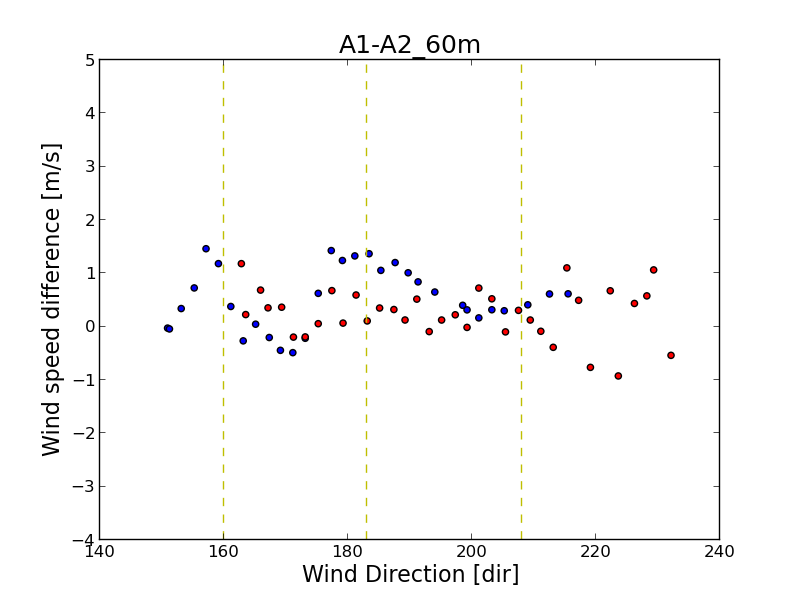 A1-A2_60m
5
4
3
2
1
0
−1
−2
−3
−4
Wind speed difference [m/s]
140 160 180 200 220 240
Wind Direction [dir]